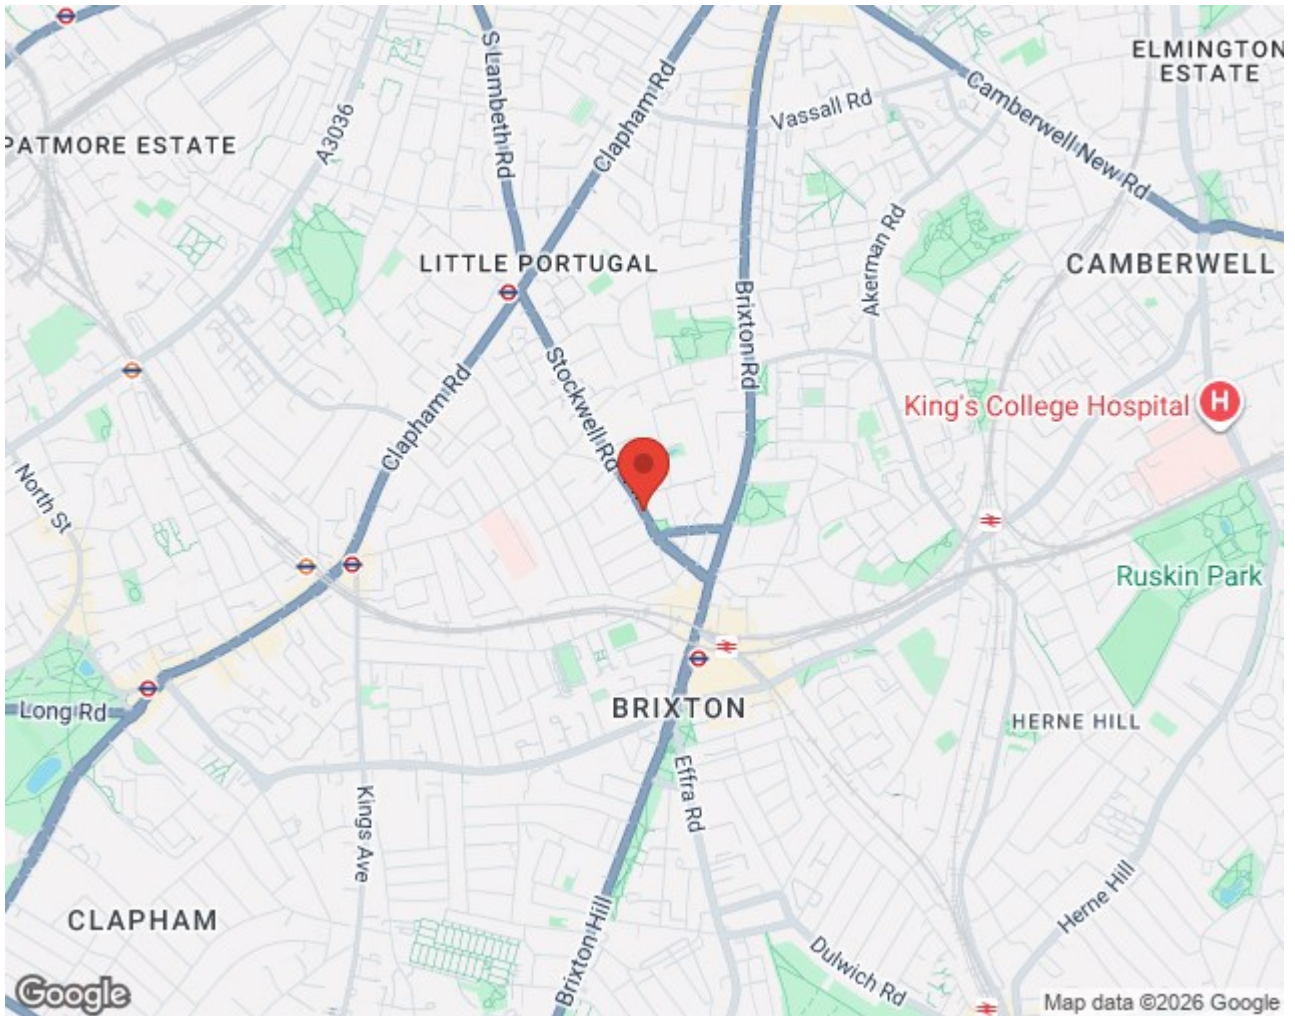 ELMINGTON
ESTATE
S Lambeth Rd
Clapham Rd
Camberwell New Rd
Vassall Rd
A3036
PATMORE ESTATE
Akerman Rd
LITTLE PORTUGAL
CAMBERWELL
Brixton Rd
Stockwell Rd
Clapham Rd
King's College Hospital
H
North St
Ruskin Park
Long Rd
BRIXTON
HERNE HILL
Effra Rd
Kings Ave
CLAPHAM
Herne Hill
Brixton Hill
Dulwich Rd
Google
Map data ©2026 Google